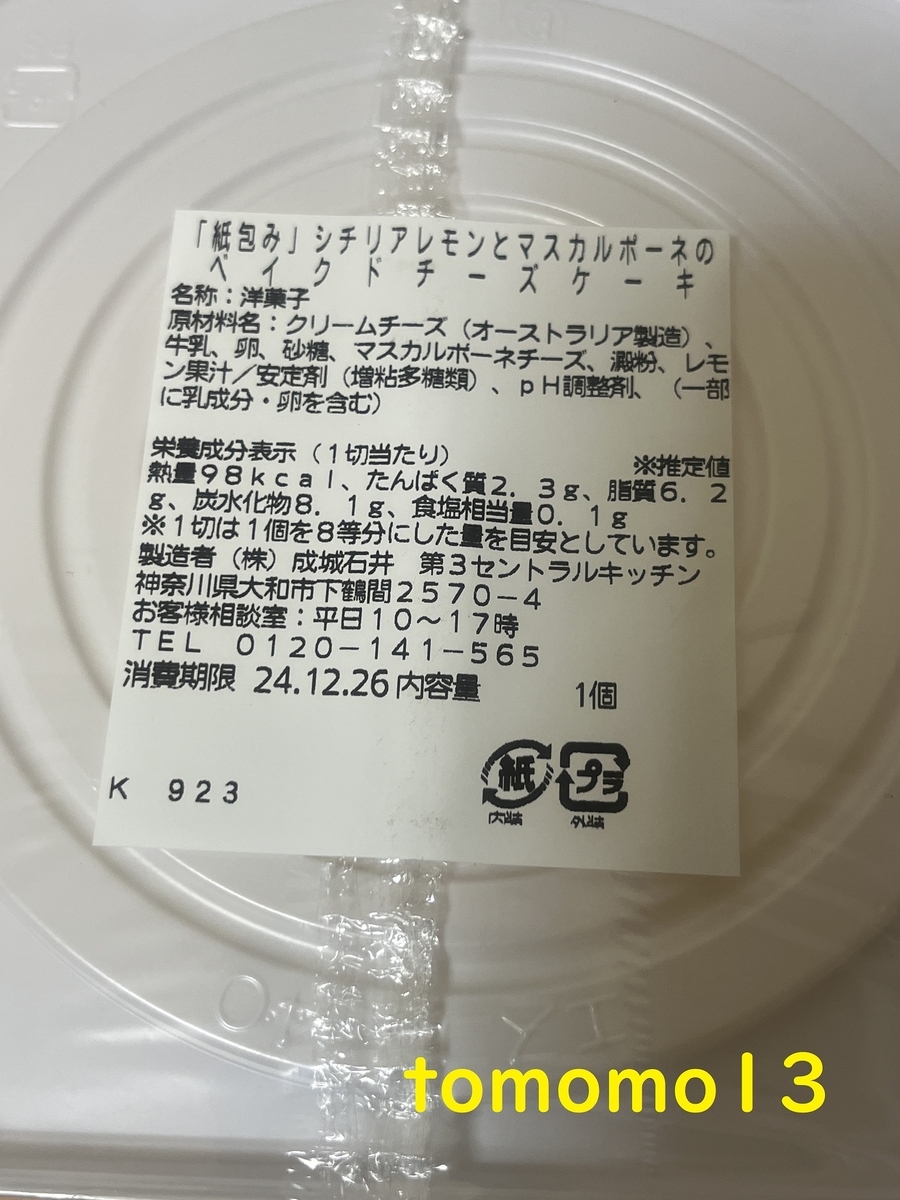 「紙包み」シチリアレモンとマスカルポーネの
ベイクドチーズケーキ
名称：洋菓子
原材料名：クリームチーズ（オーストラリア製造）、
牛乳、卵、砂糖、マスカルポーネチーズ、澱粉、レモ
ン果汁／安定剤（増粘多糖類）、ｐＨ調整剤、（一部
に乳成分・卵を含む）
栄養成分表示（１切当たり）　※推定値
熱量９８ｋｃａｌ、たんぱく質２．３ｇ、脂質６．２
ｇ、炭水化物８．１ｇ、食塩相当量０．１ｇ
※１切は１個を８等分にした量を目安としています。
製造者（株）成城石井　第３セントラルキッチン
神奈川県大和市下鶴間２５７０－４
お客様相談室：平日１０～１７時
ＴＥＬ　０１２０－１４１－５６５
消費期限 24.12.26 内容量　1個
K 923
紙 プラ
tomomo13